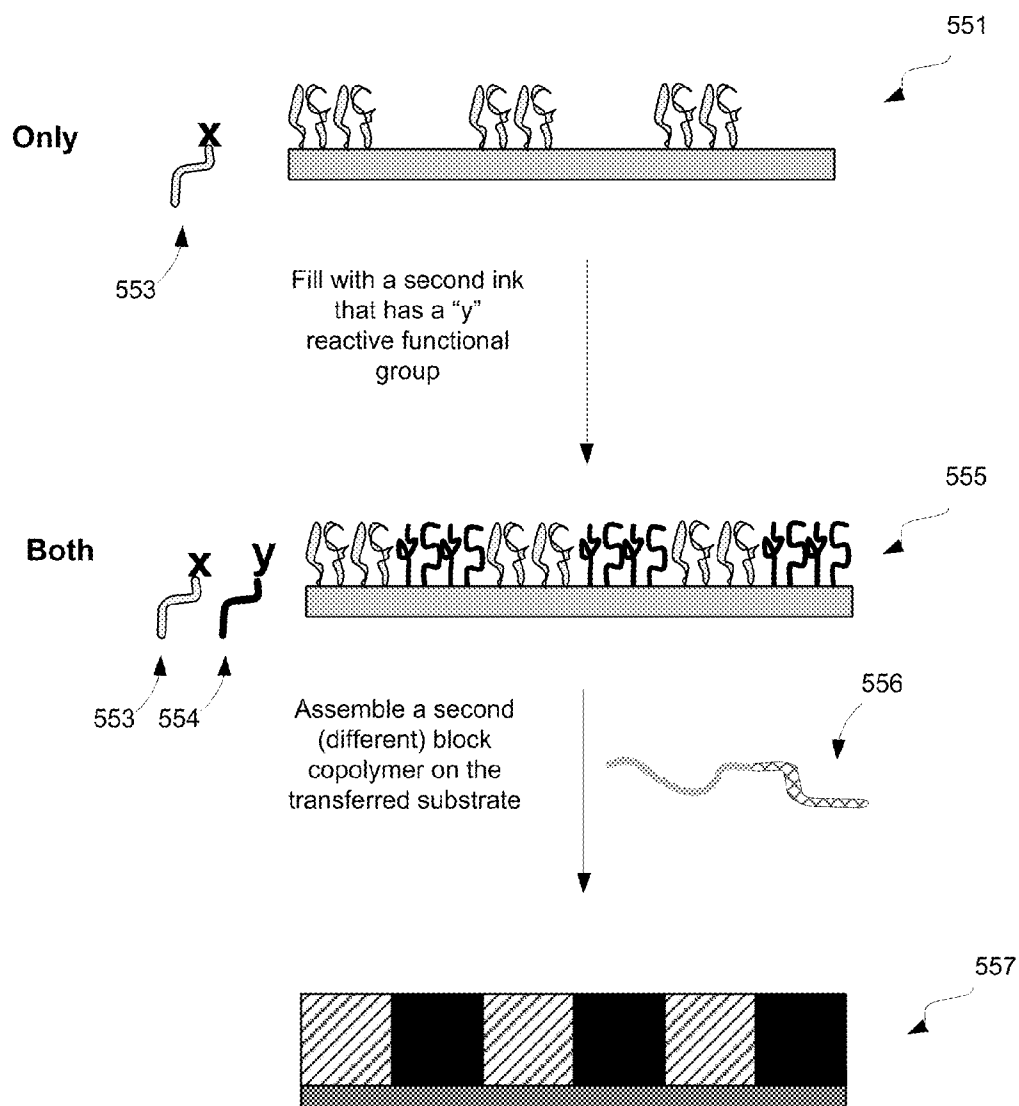 551
Only
x
553
Fill with a second ink
that has a “y”
reactive functional
group
555
Both
x y
553 554
556
Assemble a second
(different) block
copolymer on the
transferred substrate
557